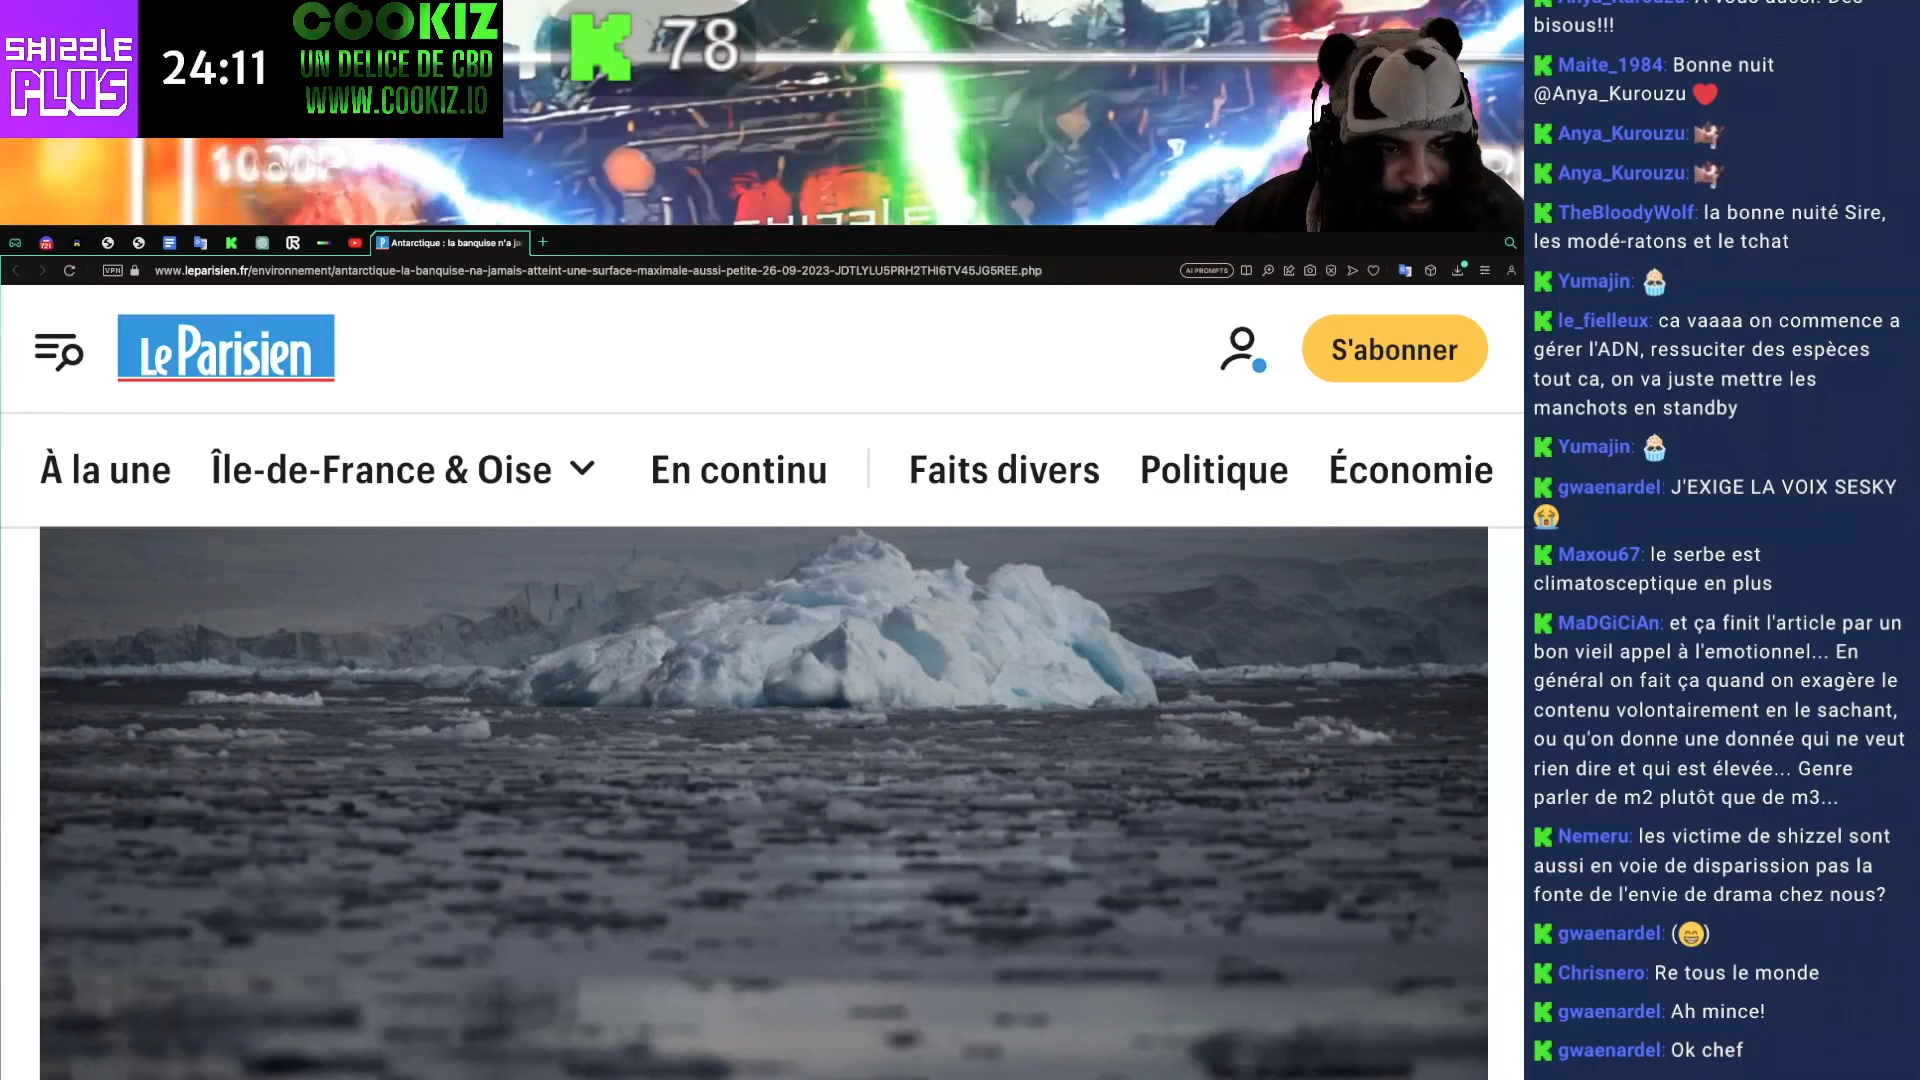 SHIZZLE
PLUS
24:11
COOKIZ
UN DELICE DE CBD
WWW.COOKIZ.IO
78
1080P
SHIZZLE
Antarctique : la banquise n'a ja
www.leparisien.fr/environnement/antarctique-la-banquise-na-jamais-atteint-une-surface-maximale-aussi-petite-26-09-2023-JDTLYLU5PRH2THI6TV45JG5REE.php
VPN
AI PROMPTS
Le Parisien
S'abonner
À la une
Île-de-France & Oise
En continu
Faits divers
Politique
Économie
bisous!!!
Maite_1984: Bonne nuit
@Anya_Kurouzu ❤️
Anya_Kurouzu:
Anya_Kurouzu:
TheBloodyWolf: la bonne nuité Sire,
les modé-ratons et le tchat
Yumajin:
le_fielleux: ca vaaaa on commence a
gérer l'ADN, ressuciter des espèces
tout ca, on va juste mettre les
manchots en standby
Yumajin:
gwaenardel: J'EXIGE LA VOIX SESKY
😭
Maxou67: le serbe est
climatosceptique en plus
MaDGiCiAn: et ça finit l'article par un
bon vieil appel à l'emotionnel... En
général on fait ça quand on exagère le
contenu volontairement en le sachant,
ou qu'on donne une donnée qui ne veut
rien dire et qui est élevée... Genre
parler de m2 plutôt que de m3...
Nemeru: les victime de shizzel sont
aussi en voie de disparission pas la
fonte de l'envie de drama chez nous?
gwaenardel: (😁)
Chrisnero: Re tous le monde
gwaenardel: Ah mince!
gwaenardel: Ok chef